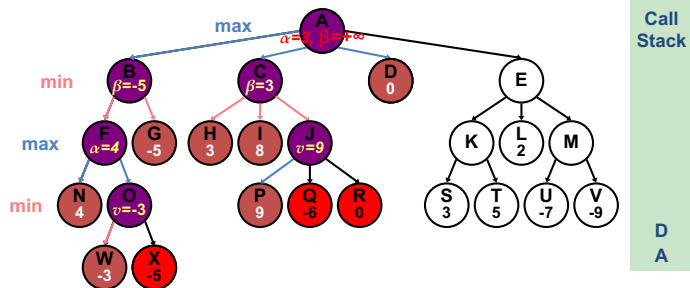 A
α=3, β=+∞
max
Call
Stack
min
B
β=-5
C
β=3
D
0
E
max
F
α=4
G
-5
H
3
I
8
J
v=9
K
L
2
M
min
N
4
O
v=-3
P
9
Q
-6
R
0
S
3
T
5
U
-7
V
-9
D
A
W
-3
X
-5